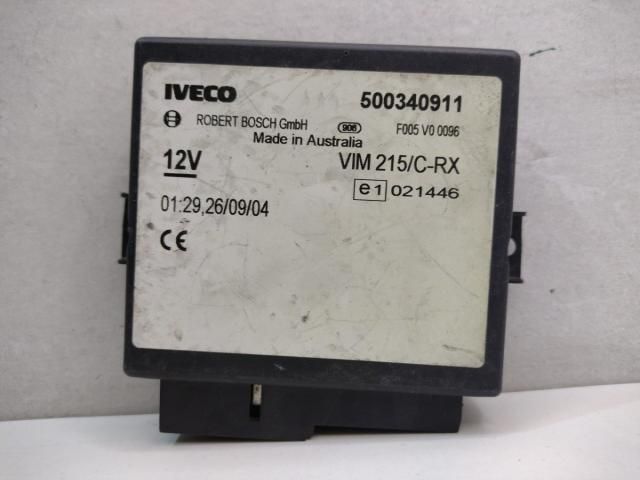 IVECO 500340911
ROBERT BOSCH GmbH 906 F005 V0 0096
Made in Australia
12V VIM 215/C-RX
e1 021446
01:29,26/09/04
CE